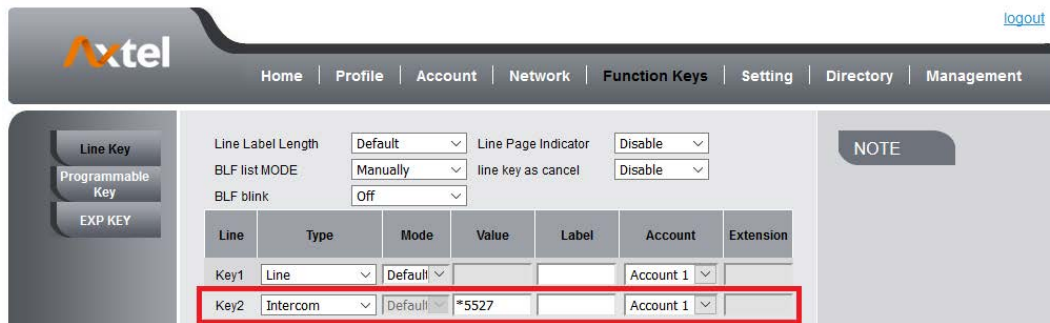 logout
Axtel
Home | Profile | Account | Network | Function Keys | Setting | Directory | Management
Line Key
Programmable Key
EXP KEY
Line Label Length Default Line Page Indicator Disable
BLF list MODE Manually line key as cancel Disable
BLF blink Off
Line Type Mode Value Label Account Extension
Key1 Line Default Account 1
Key2 Intercom Default *5527 Account 1
NOTE